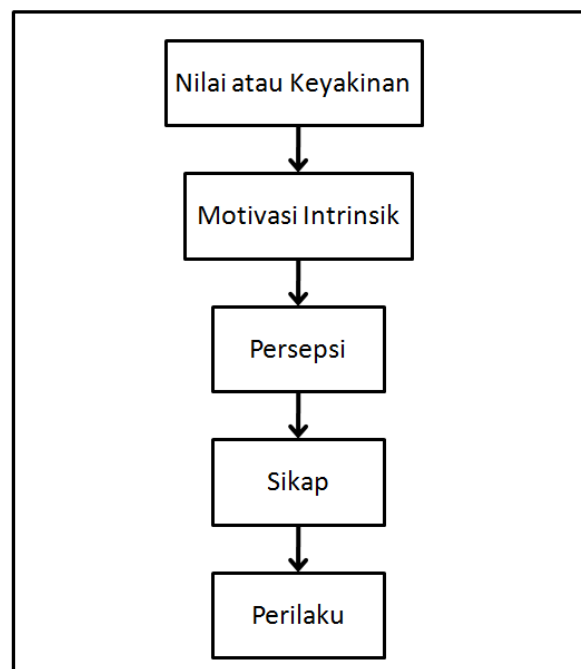 Nilai atau Keyakinan
Motivasi Intrinsik
Persepsi
Sikap
Perilaku